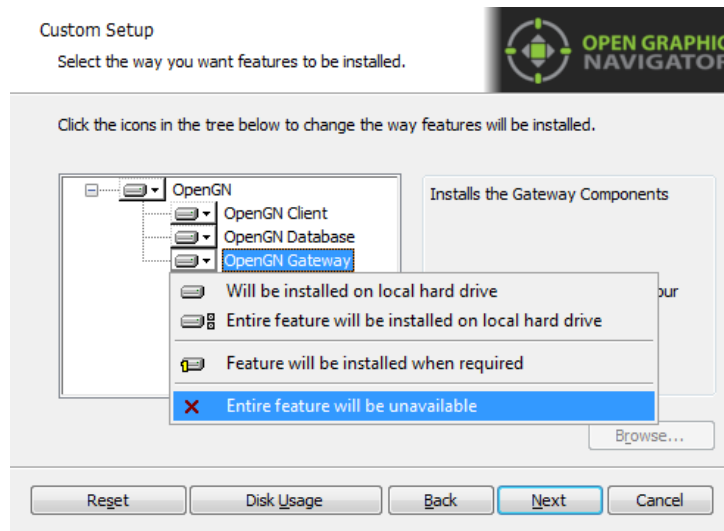 Custom Setup
Select the way you want features to be installed.
OPEN GRAPHIC
NAVIGATOR
Click the icons in the tree below to change the way features will be installed.
OpenGN
OpenGN Client
OpenGN Database
OpenGN Gateway
Installs the Gateway Components
our
Will be installed on local hard drive
Entire feature will be installed on local hard drive
Feature will be installed when required
Entire feature will be unavailable
Browse...
Reset
Disk Usage
Back
Next
Cancel